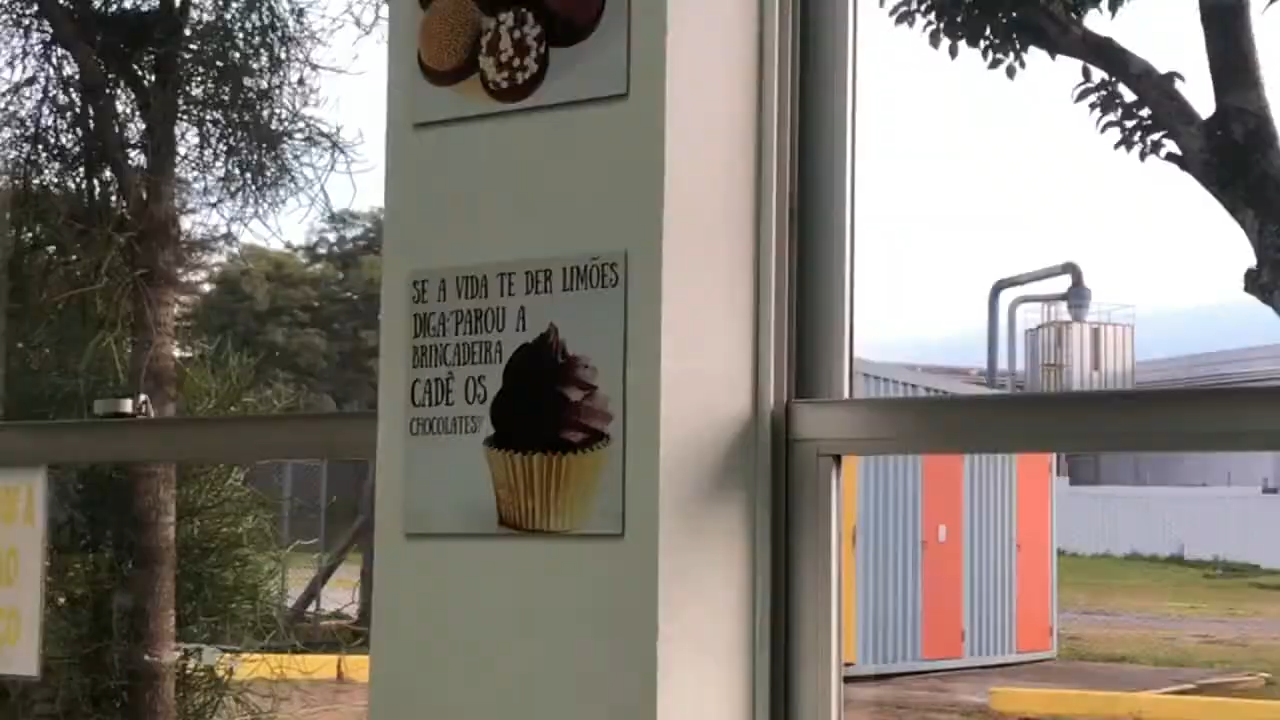 SE A VIDA TE DER LIMÕES
DIGA:"PAROU A
BRINCADEIRA
CADÊ OS
CHOCOLATES?"